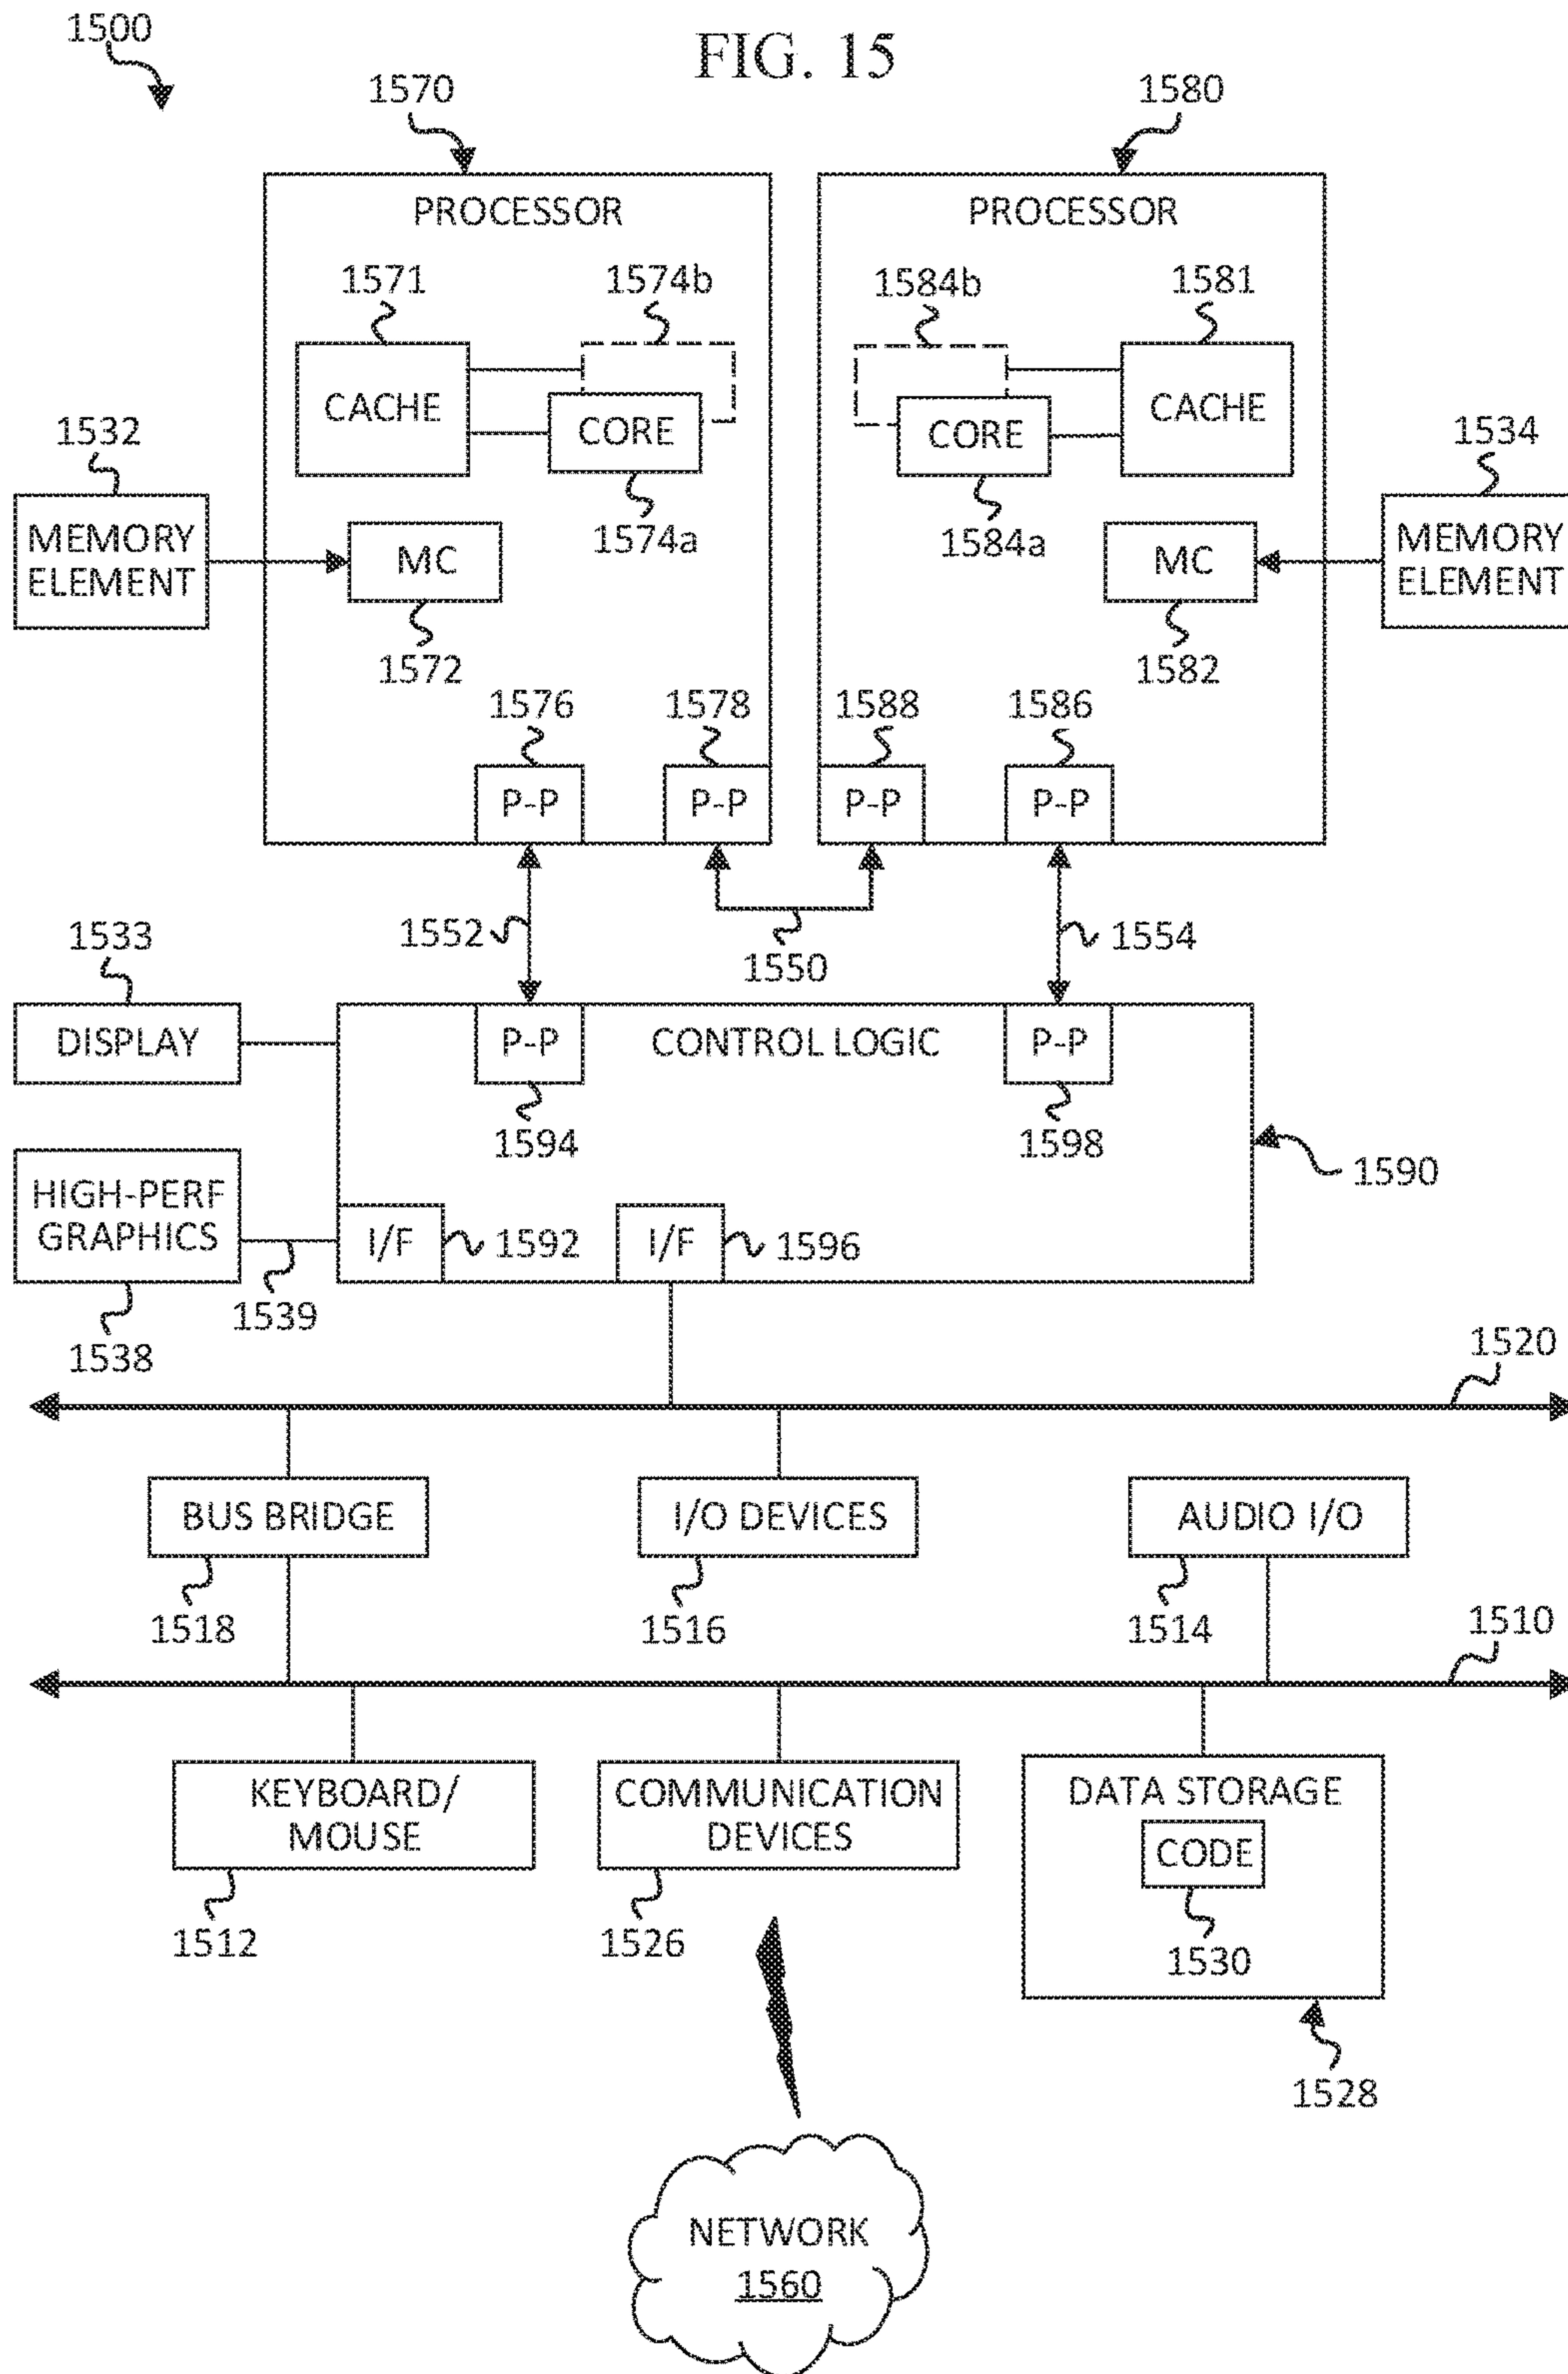 1500
FIG. 15
1570
1580
PROCESSOR
PROCESSOR
1571
1574b
1584b
1581
CACHE
CORE
CORE
CACHE
1532
1534
1574a
1584a
MEMORY
ELEMENT
MC
MC
MEMORY
ELEMENT
1572
1582
1576
1578
1588
1586
P-P
P-P
P-P
P-P
1552
1550
1554
1533
DISPLAY
P-P
CONTROL LOGIC
P-P
1594
1598
1590
HIGH-PERF
GRAPHICS
I/F
1592
I/F
1596
1539
1538
1520
BUS BRIDGE
I/O DEVICES
AUDIO I/O
1518
1516
1514
1510
KEYBOARD/
MOUSE
COMMUNICATION
DEVICES
DATA STORAGE
CODE
1512
1526
1530
1528
NETWORK
1560